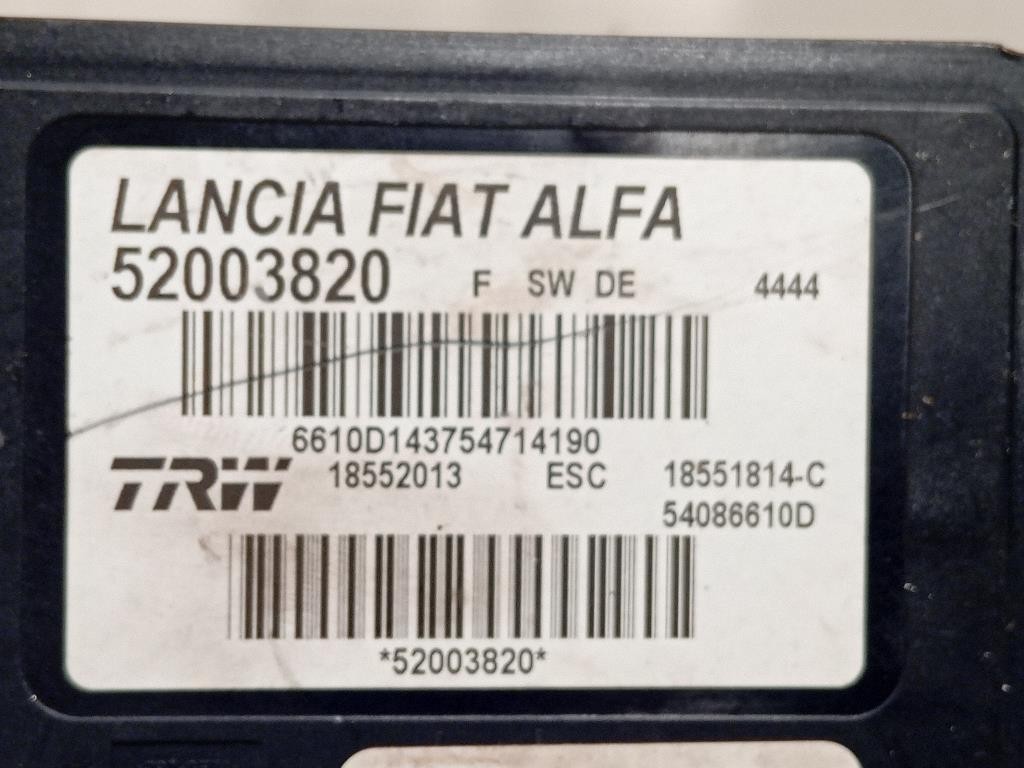 LANCIA FIAT ALFA
52003820 F SW DE 4444
6610D143754714190
TRW 18552013 ESC 18551814-C
54086610D
*52003820*